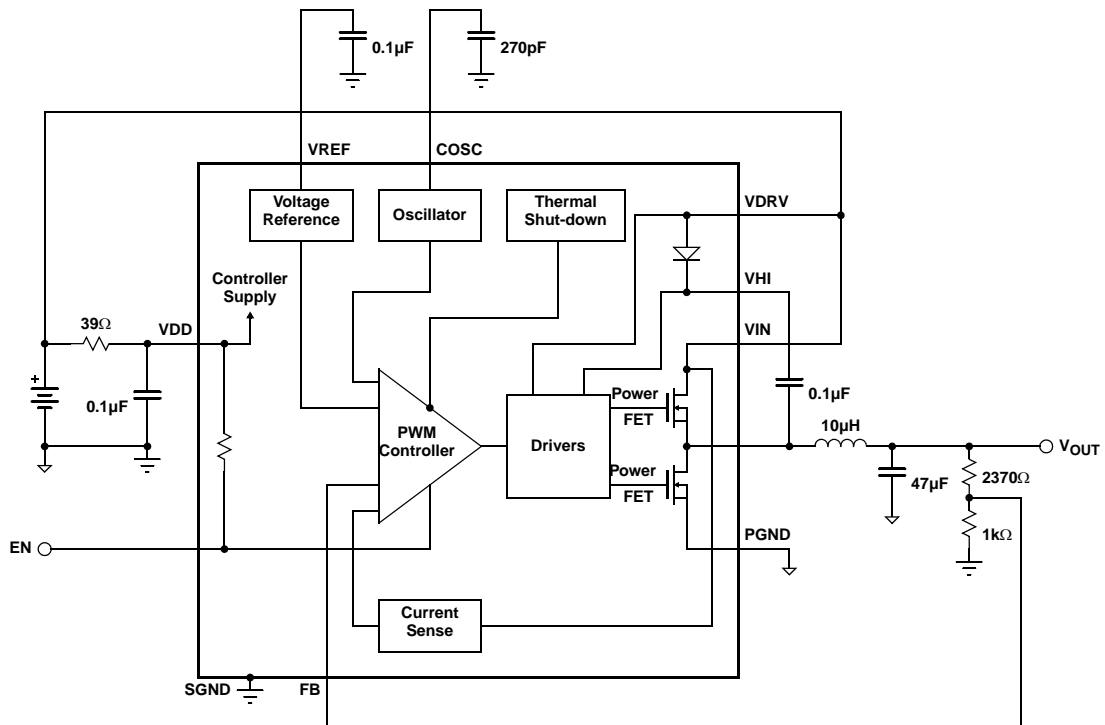 0.1µF
270pF
VREF
COSC
Voltage
Reference
Oscillator
Thermal
Shut-down
VDRV
Controller
Supply
VHI
39Ω
VDD
VIN
+
0.1µF
PWM
Controller
Drivers
Power
FET
Power
FET
0.1µF
10µH
VOUT
47µF
2370Ω
1kΩ
EN
PGND
Current
Sense
SGND
FB